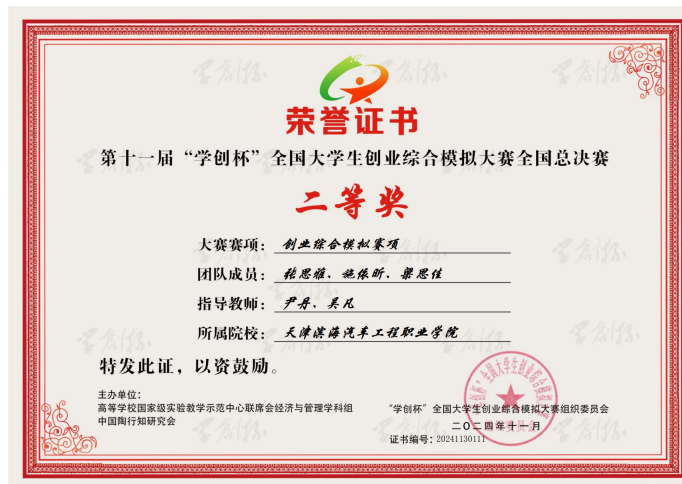 荣誉证书
第十一届“学创杯”全国大学生创业综合模拟大赛全国总决赛
二等奖
大赛赛项：创业综合模拟赛项
团队成员：张思雅、施依昕、梁思佳
指导教师：尹丹、吴凡
所属院校：天津滨海汽车工程职业学院
特发此证，以资鼓励。
主办单位：
高等学校国家级实验教学示范中心联席会经济与管理学科组
中国陶行知研究会
“学创杯”全国大学生创业综合模拟大赛组织委员会
二〇二四年十一月
证书编号：20241130111